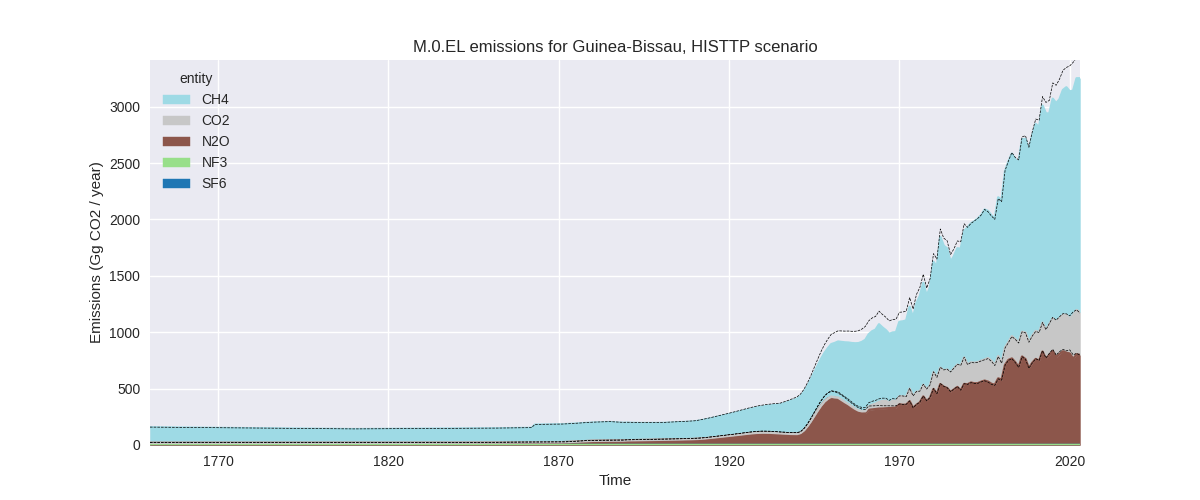 M.0.EL emissions for Guinea-Bissau, HISTTP scenario
entity
CH4
CO2
N2O
NF3
SF6
3000
2500
2000
1500
1000
500
0
Emissions (Gg CO2 / year)
1770
1820
1870
1920
1970
2020
Time